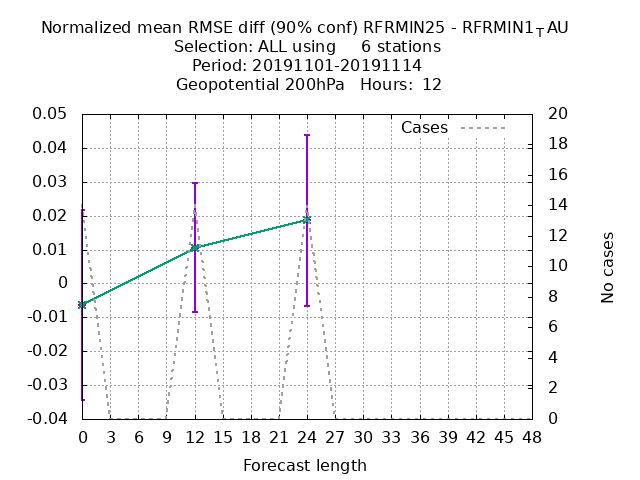 Normalized mean RMSE diff (90% conf) RFRMIN25 - RFRMIN1_TAU
Selection: ALL using 6 stations
Period: 20191101-20191114
Geopotential 200hPa Hours: 12
0.05
0.04
0.03
0.02
0.01
0
-0.01
-0.02
-0.03
-0.04
Cases
20
18
16
14
12
10
8
6
4
2
0
No cases
0 3 6 9 12 15 18 21 24 27 30 33 36 39 42 45 48
Forecast length